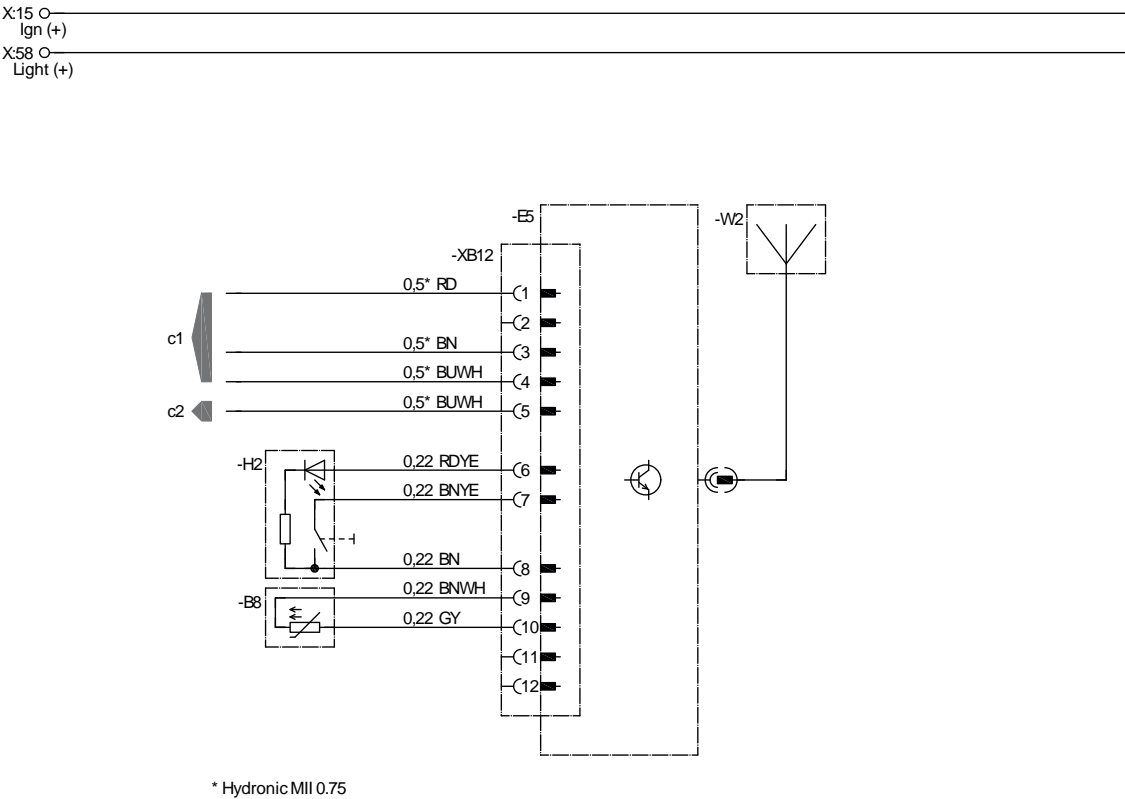 X:15
Ign (+)
X:58
Light (+)
-E5
-W2
-XB12
0,5* RD
1
2
c1
0,5* BN
3
0,5* BUWH
4
c2
0,5* BUWH
5
-H2
0,22 RDYE
6
0,22 BNYE
7
0,22 BN
8
-B8
0,22 BNWH
9
0,22 GY
10
11
12
* Hydronic MII 0.75